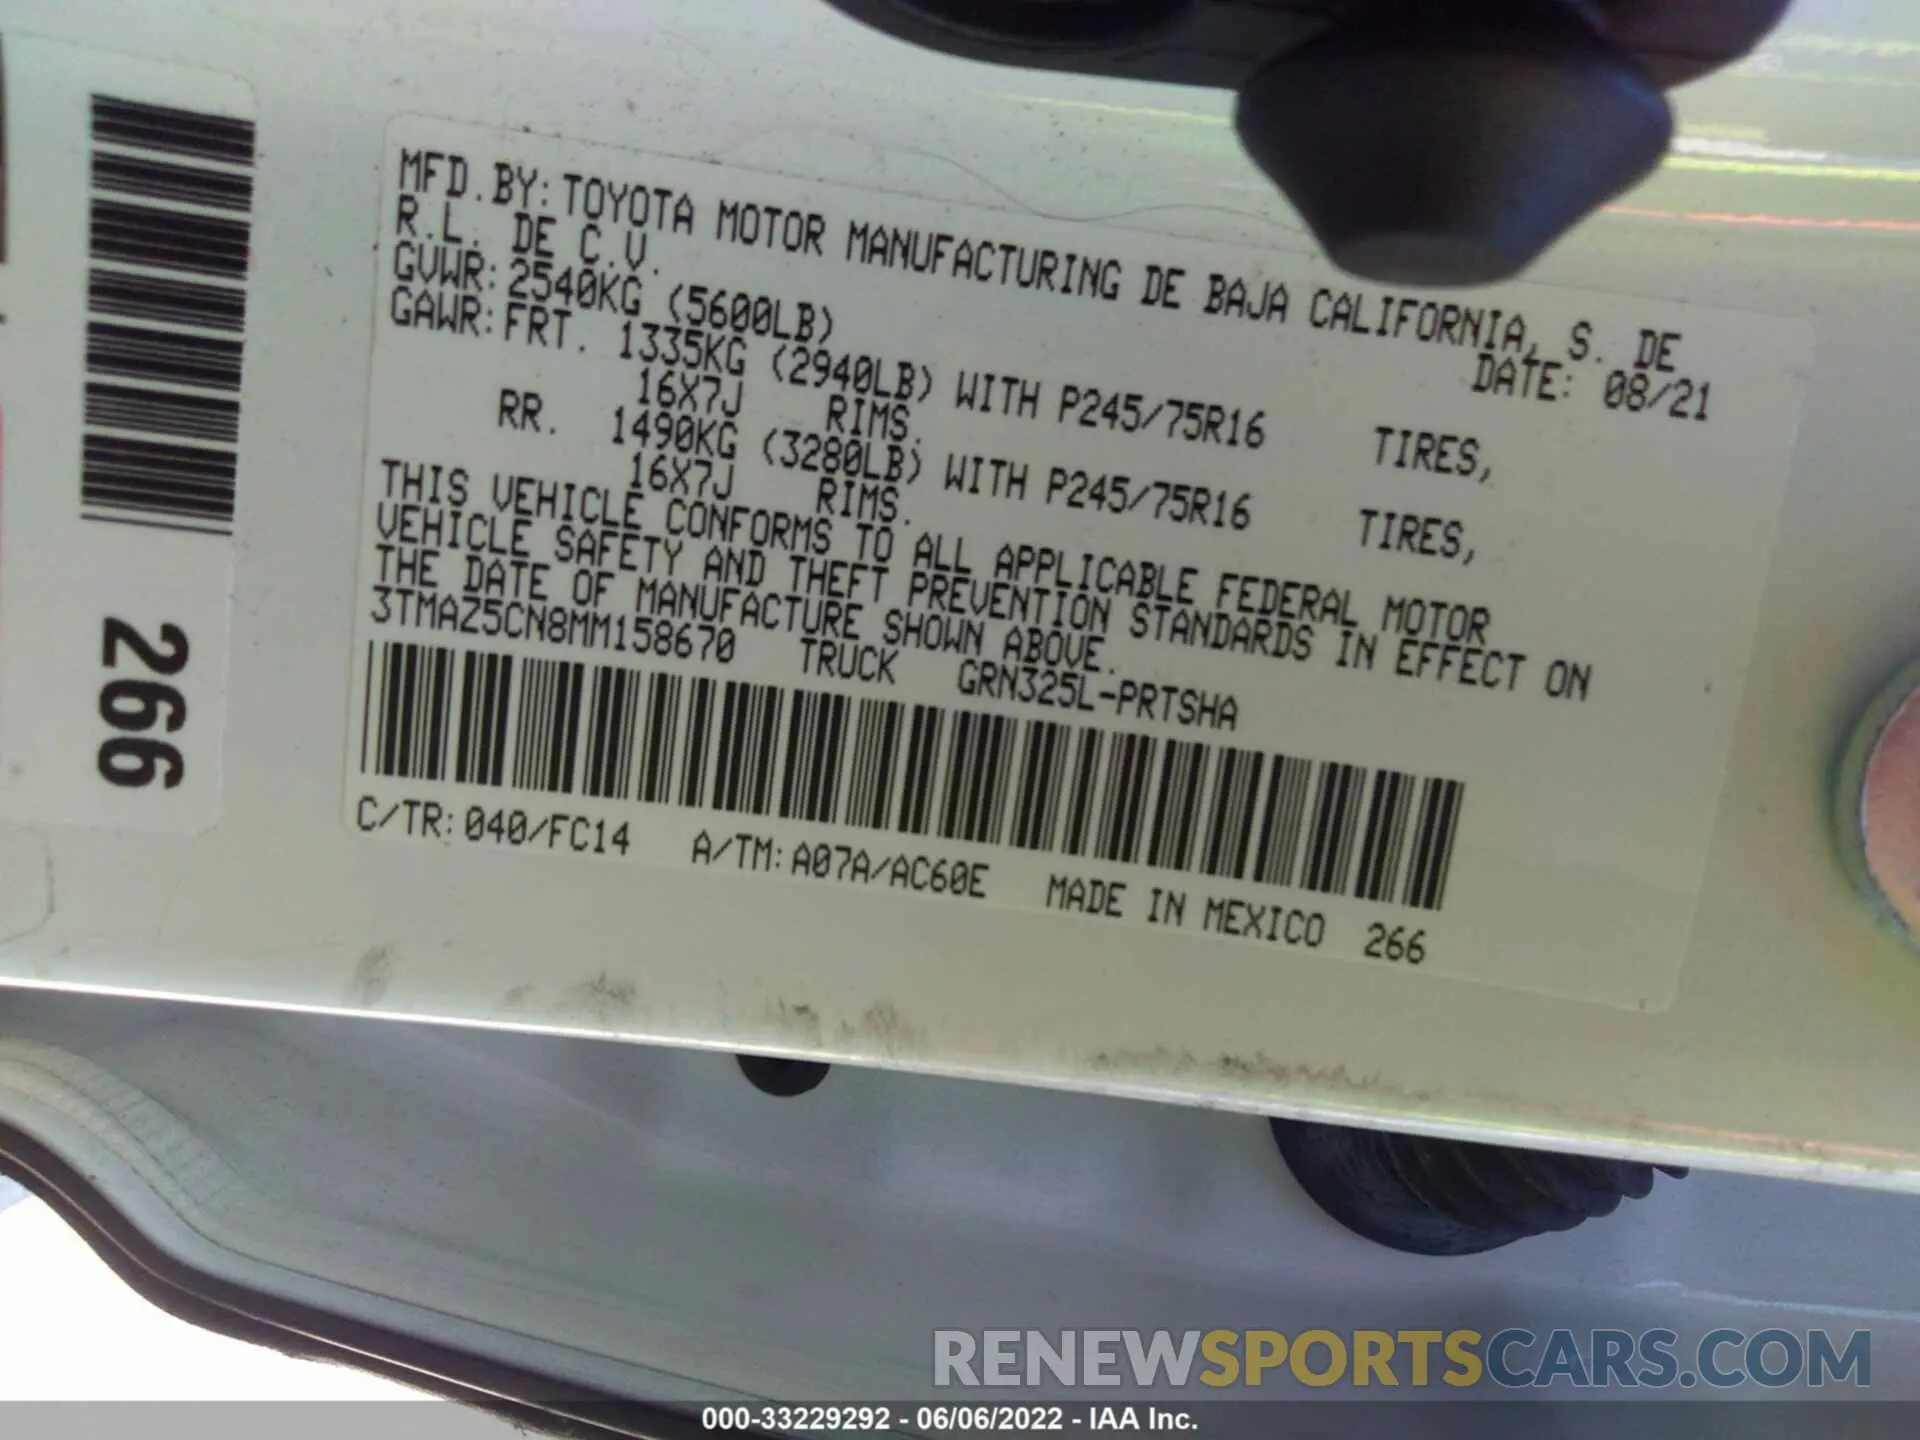 MFD.BY:TOYOTA MOTOR MANUFACTURING DE BAJA CALIFORNIA, S. DE
R.L. DE C.V. DATE: 08/21
GVWR:2540KG (5600LB)
GAWR:FRT. 1335KG (2940LB) WITH P245/75R16 TIRES,
16X7J RIMS.
RR. 1490KG (3280LB) WITH P245/75R16 TIRES,
16X7J RIMS.
THIS VEHICLE CONFORMS TO ALL APPLICABLE FEDERAL MOTOR
VEHICLE SAFETY AND THEFT PREVENTION STANDARDS IN EFFECT ON
THE DATE OF MANUFACTURE SHOWN ABOVE.
3TMAZ5CN8MM158670 TRUCK GRN325L-PRTSHA
C/TR:040/FC14 A/TM:A07A/AC60E MADE IN MEXICO 266
266
RENEWSPORTSCARS.COM
000-33229292 - 06/06/2022 - IAA Inc.